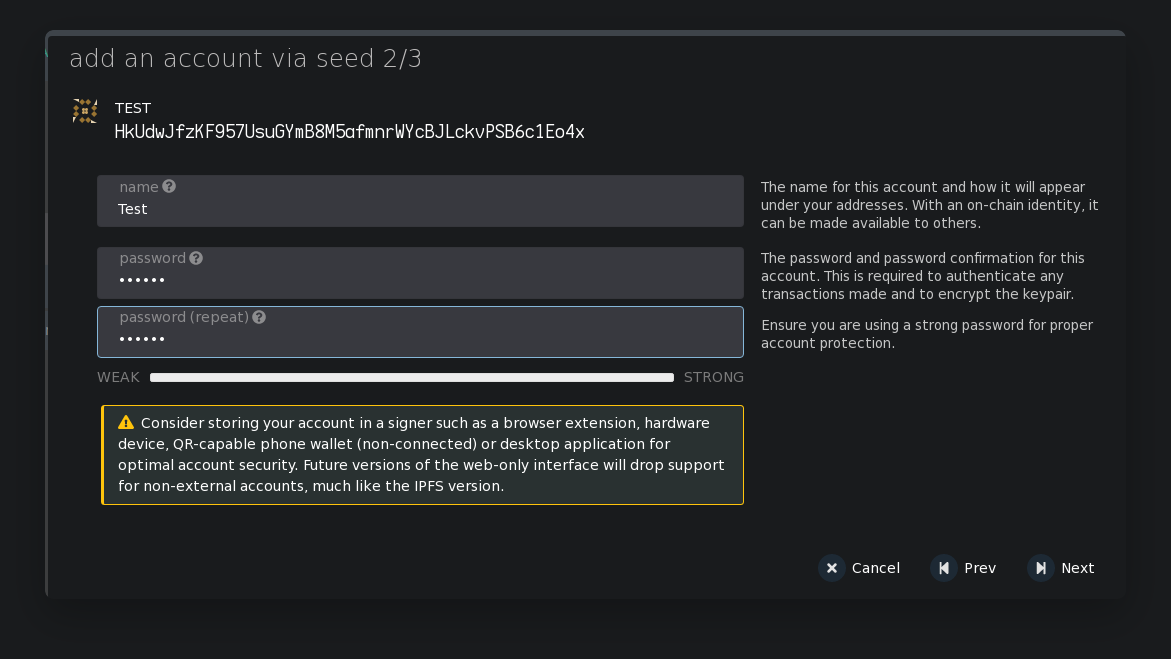 add an account via seed 2/3
TEST
HkUdwJfzKF957UsuGYmB8M5afmnrWYcBJLckvPSB6c1Eo4x
name
Test
The name for this account and how it will appear
under your addresses. With an on-chain identity, it
can be made available to others.
password
••••••
The password and password confirmation for this
account. This is required to authenticate any
transactions made and to encrypt the keypair.
password (repeat)
••••••
Ensure you are using a strong password for proper
account protection.
WEAK STRONG
Consider storing your account in a signer such as a browser extension, hardware
device, QR-capable phone wallet (non-connected) or desktop application for
optimal account security. Future versions of the web-only interface will drop support
for non-external accounts, much like the IPFS version.
Cancel Prev Next